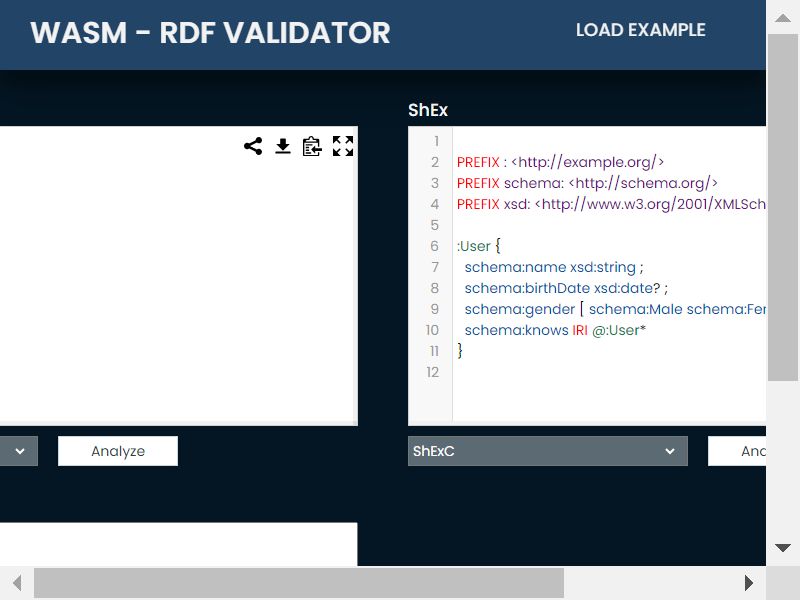 WASM - RDF VALIDATOR
LOAD EXAMPLE
ShEx
1
2 PREFIX : <http://example.org/>
3 PREFIX schema: <http://schema.org/>
4 PREFIX xsd: <http://www.w3.org/2001/XMLSch
5
6 :User {
7 schema:name xsd:string ;
8 schema:birthDate xsd:date? ;
9 schema:gender [ schema:Male schema:Fer
10 schema:knows IRI @:User*
11 }
12
Analyze
ShExC
Ana